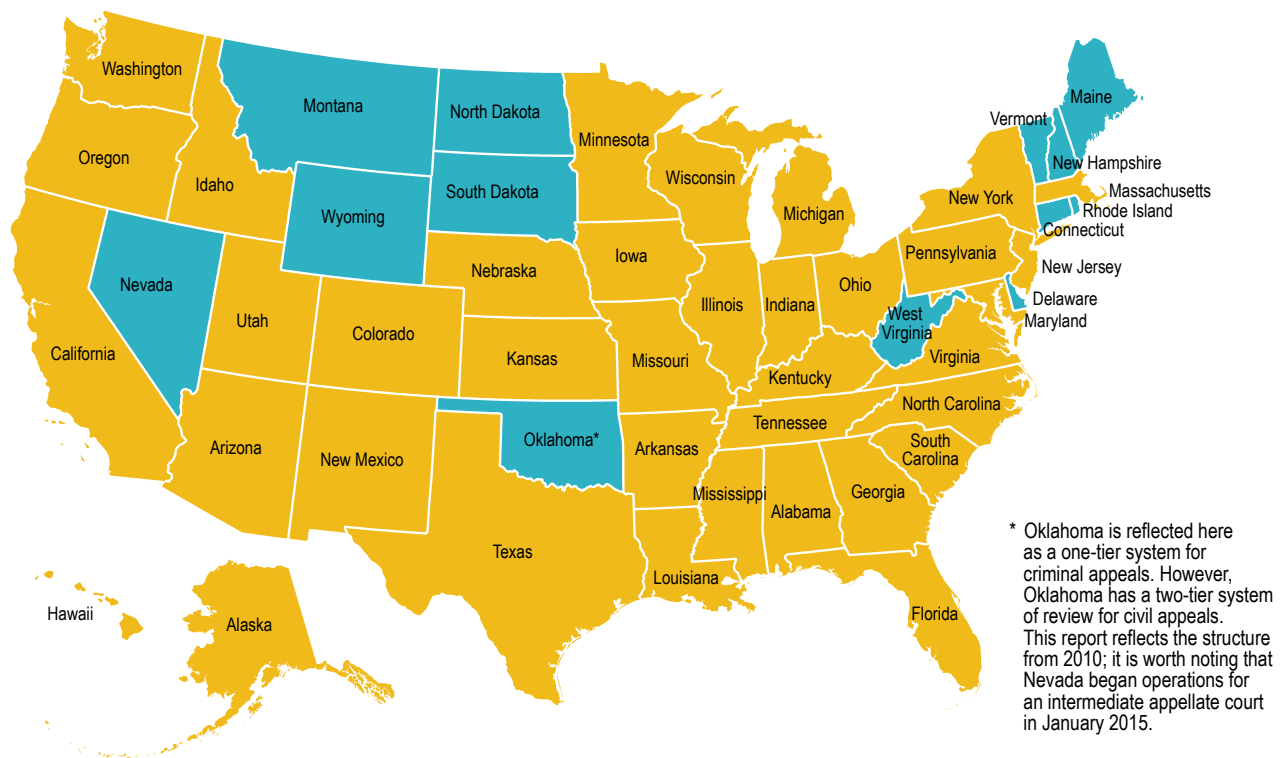 Washington
Montana
North Dakota
Minnesota
Maine
Vermont
New Hampshire
Oregon
Idaho
Wyoming
South Dakota
Wisconsin
Michigan
New York
Massachusetts
Rhode Island
Connecticut
Nevada
Nebraska
Iowa
Pennsylvania
New Jersey
Utah
Colorado
Illinois
Indiana
Ohio
Delaware
Maryland
West
Virginia
California
Kansas
Missouri
Kentucky
Virginia
Arizona
New Mexico
Oklahoma*
Arkansas
Tennessee
North Carolina
South
Carolina
Mississippi
Alabama
Georgia
Texas
Louisiana
Florida
Hawaii
Alaska
* Oklahoma is reflected here
as a one-tier system for
criminal appeals. However,
Oklahoma has a two-tier system
of review for civil appeals.
This report reflects the structure
from 2010; it is worth noting that
Nevada began operations for
an intermediate appellate court
in January 2015.